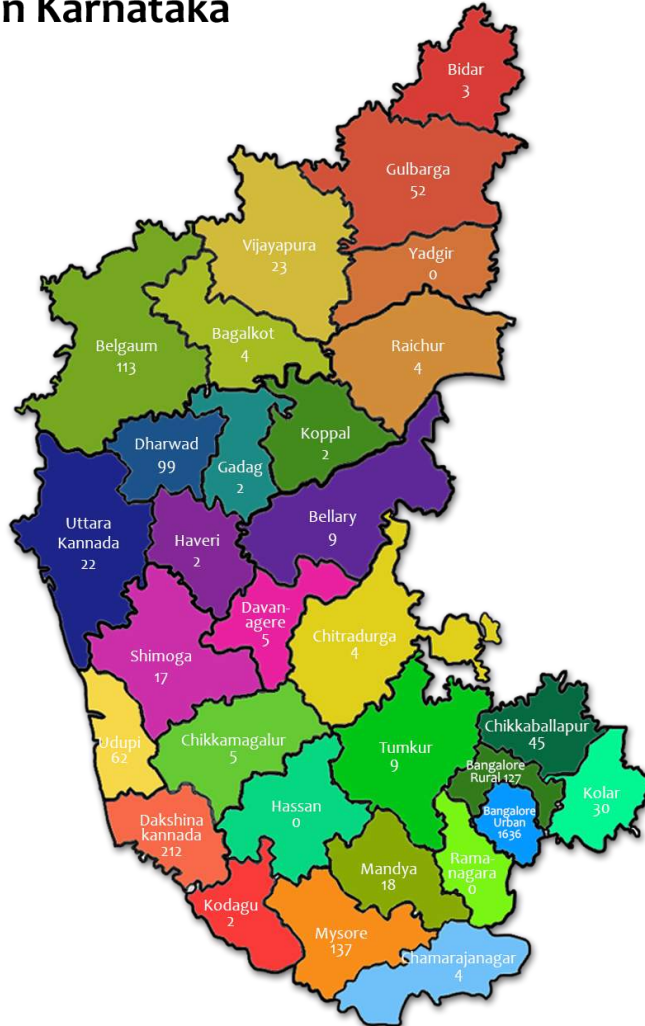 n Karnataka
Bidar
3
Gulbarga
52
Vijayapura
23
Yadgir
0
Bagalkot
4
Raichur
4
Belgaum
113
Koppal
2
Dharwad
99
Gadag
2
Bellary
9
Uttara
Kannada
22
Haveri
2
Davan-
agere
5
Chitradurga
4
Shimoga
17
Udupi
62
Chikkamagalur
5
Tumkur
9
Chikkaballapur
45
Bangalore
Rural 127
Bangalore
Urban
1636
Kolar
30
Hassan
0
Dakshina
kannada
212
Mandya
18
Rama-
nagara
0
Kodagu
2
Mysore
137
Chamarajanagar
4